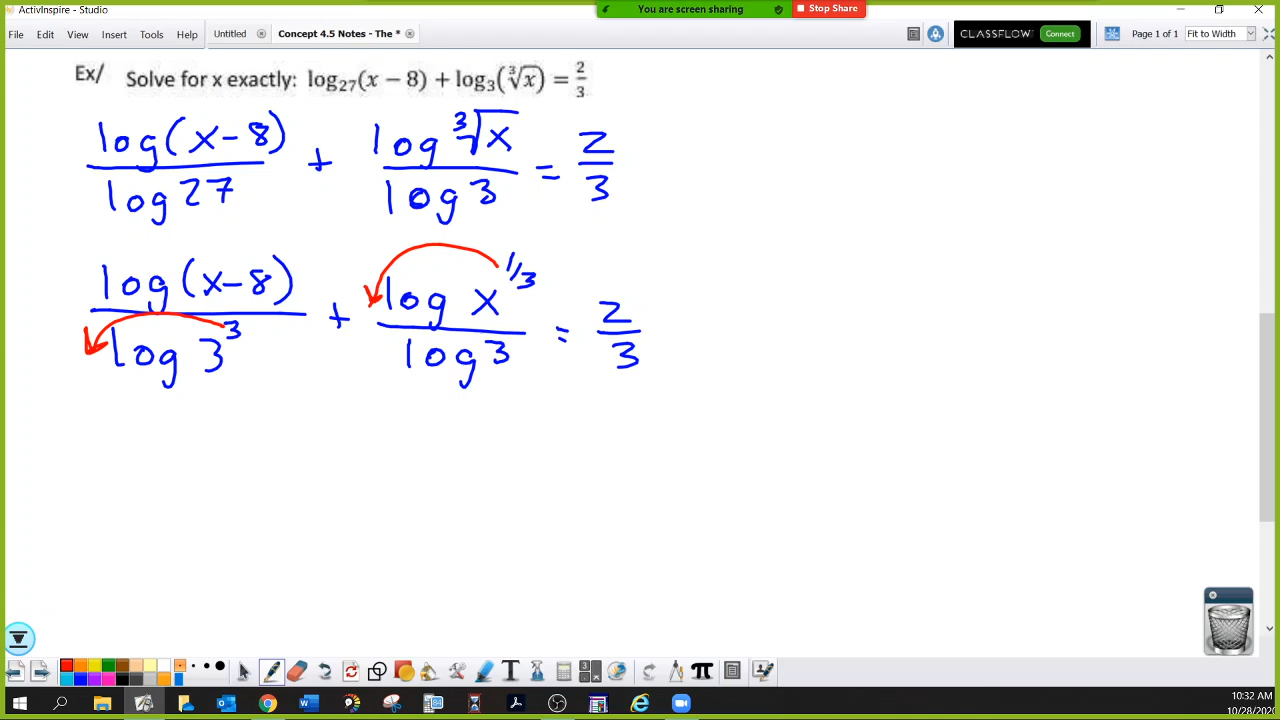 ActivInspire - Studio
You are screen sharing Stop Share
File Edit View Insert Tools Help Untitled Concept 4.5 Notes - The * CLASSFLOW Connect Page 1 of 1 Fit to Width
Ex/ Solve for x exactly: log₂₇(x − 8) + log₃(∛x) = 2/3
log(x-8)/log 27 + log ∛x/log 3 = 2/3
log(x-8)/log 3³ + log x^1/3/log 3 = 2/3
10:32 AM
10/28/2020